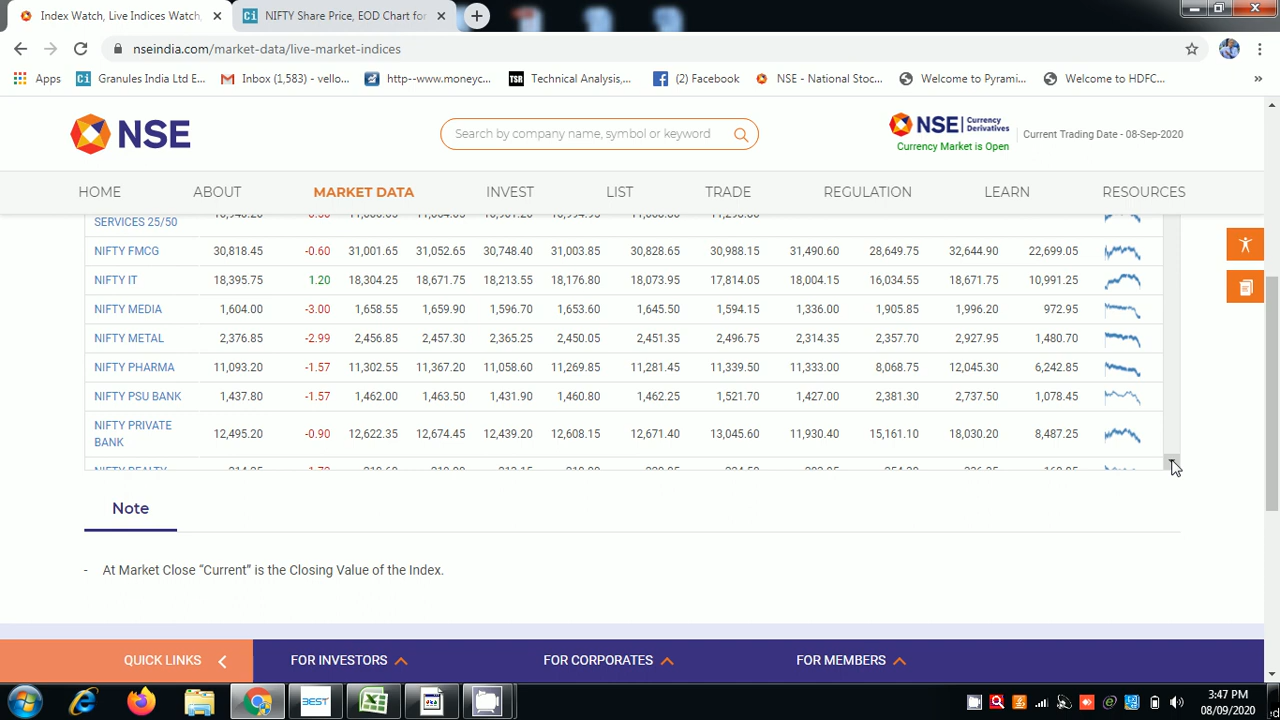 Index Watch, Live Indices Watch,
NIFTY Share Price, EOD Chart for
nseindia.com/market-data/live-market-indices
Apps
Granules India Ltd E...
Inbox (1,583) - vello...
http--www.moneyc...
Technical Analysis,...
(2) Facebook
NSE - National Stoc...
Welcome to Pyrami...
Welcome to HDFC...
NSE
Search by company name, symbol or keyword
NSE Currency Derivatives
Currency Market is Open
Current Trading Date - 08-Sep-2020
HOME ABOUT MARKET DATA INVEST LIST TRADE REGULATION LEARN RESOURCES
SERVICES 25/50
NIFTY FMCG 30,818.45 -0.60 31,001.65 31,052.65 30,748.40 31,003.85 30,828.65 30,988.15 31,490.60 28,649.75 32,644.90 22,699.05
NIFTY IT 18,395.75 1.20 18,304.25 18,671.75 18,213.55 18,176.80 18,073.95 17,814.05 18,004.15 16,034.55 18,671.75 10,991.25
NIFTY MEDIA 1,604.00 -3.00 1,658.55 1,659.90 1,596.70 1,653.60 1,645.50 1,594.15 1,336.00 1,905.85 1,996.20 972.95
NIFTY METAL 2,376.85 -2.99 2,456.85 2,457.30 2,365.25 2,450.05 2,451.35 2,496.75 2,314.35 2,357.70 2,927.95 1,480.70
NIFTY PHARMA 11,093.20 -1.57 11,302.55 11,367.20 11,058.60 11,269.85 11,281.45 11,339.50 11,333.00 8,068.75 12,045.30 6,242.85
NIFTY PSU BANK 1,437.80 -1.57 1,462.00 1,463.50 1,431.90 1,460.80 1,462.25 1,521.70 1,427.00 2,381.30 2,737.50 1,078.45
NIFTY PRIVATE BANK 12,495.20 -0.90 12,622.35 12,674.45 12,439.20 12,608.15 12,671.40 13,045.60 11,930.40 15,161.10 18,030.20 8,487.25
NIFTY REALTY
Note
- At Market Close “Current” is the Closing Value of the Index.
QUICK LINKS FOR INVESTORS FOR CORPORATES FOR MEMBERS
BEST
3:47 PM
08/09/2020